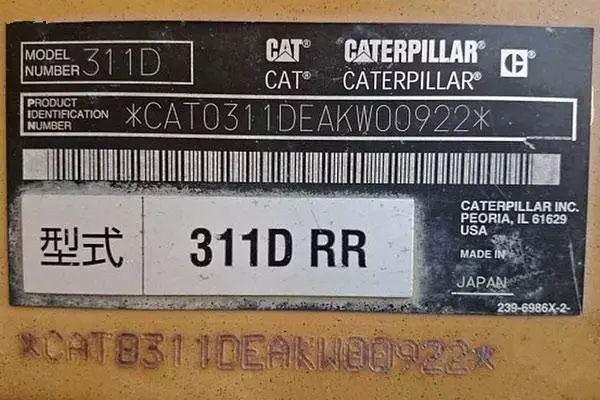 MODEL NUMBER 311D
CAT® CATERPILLAR® C®
CAT® CATERPILLAR®
PRODUCT IDENTIFICATION NUMBER *CAT0311DEAKW00922*
型式 311D RR
CATERPILLAR INC.
PEORIA, IL 61629
USA
MADE IN
JAPAN
239-6986X-2-
*CAT0311DEAKW00922*